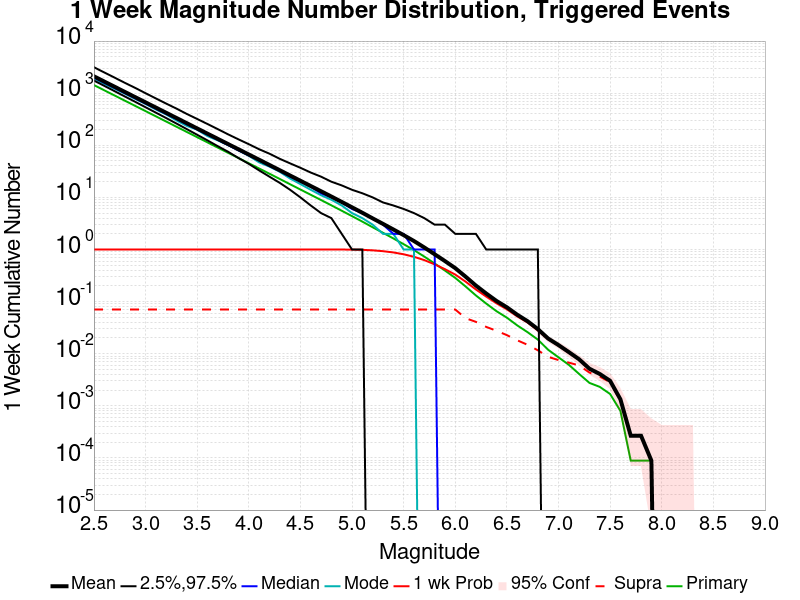 1 Week Magnitude Number Distribution, Triggered Events
10 4
10 3
10 2
10 1
10 0
10 -1
10 -2
10 -3
10 -4
10 -5
1 Week Cumulative Number
2.5 3.0 3.5 4.0 4.5 5.0 5.5 6.0 6.5 7.0 7.5 8.0 8.5 9.0
Magnitude
Mean 2.5%,97.5% Median Mode 1 wk Prob 95% Conf Supra Primary